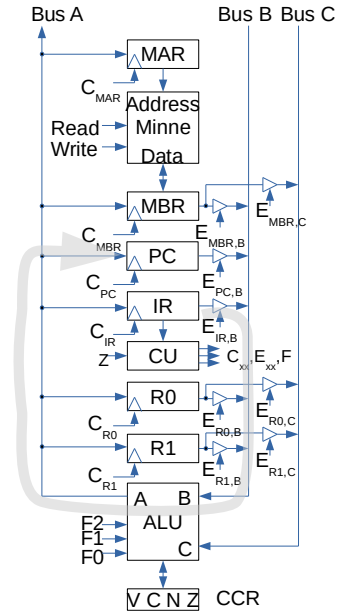 Bus A Bus B Bus C
MAR
C MAR
Address
Minne
Read
Write
Data
MBR
E MBR,C
C MBR
E MBR,B
PC
C PC
E PC,B
IR
C IR
E IR,B
CU
Z
C xx,E xx,F
R0
C R0
E R0,B
E R0,C
R1
C R1
E R1,B
E R1,C
A B
F2
ALU
F1
F0
C
V C N Z CCR